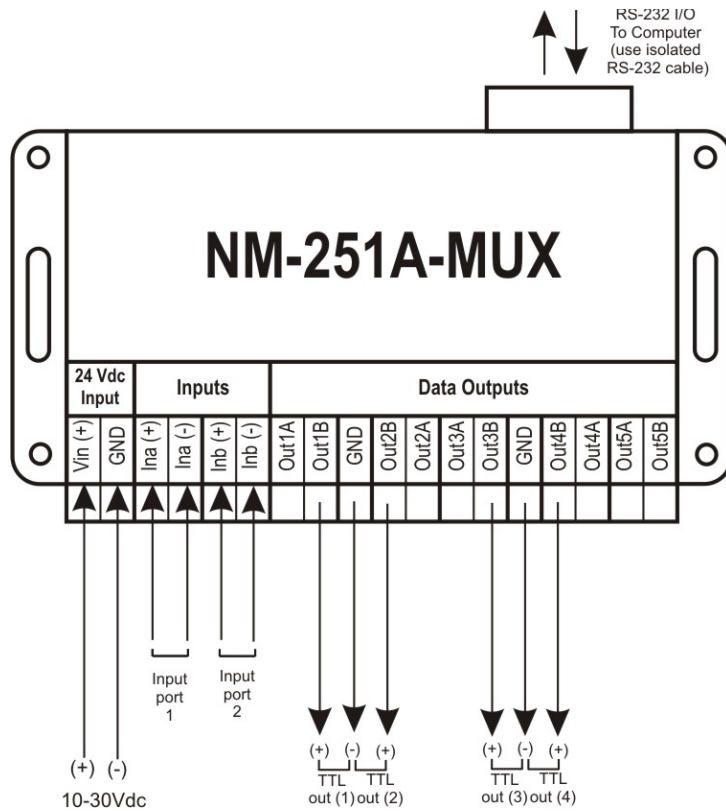 RS-232 I/O
To Computer
(use isolated
RS-232 cable)
NM-251A-MUX
24 Vdc
Input
Inputs
Data Outputs
Vin (+)
GND
Ina (+)
Ina (-)
Inb (+)
Inb (-)
Out1A
Out1B
GND
Out2B
Out2A
Out3A
Out3B
GND
Out4B
Out4A
Out5A
Out5B
Input
port
1
Input
port
2
(+) (-)
10-30Vdc
(+) (-) (+)
TTL TTL
out (1) out (2)
(+) (-) (+)
TTL TTL
out (3) out (4)